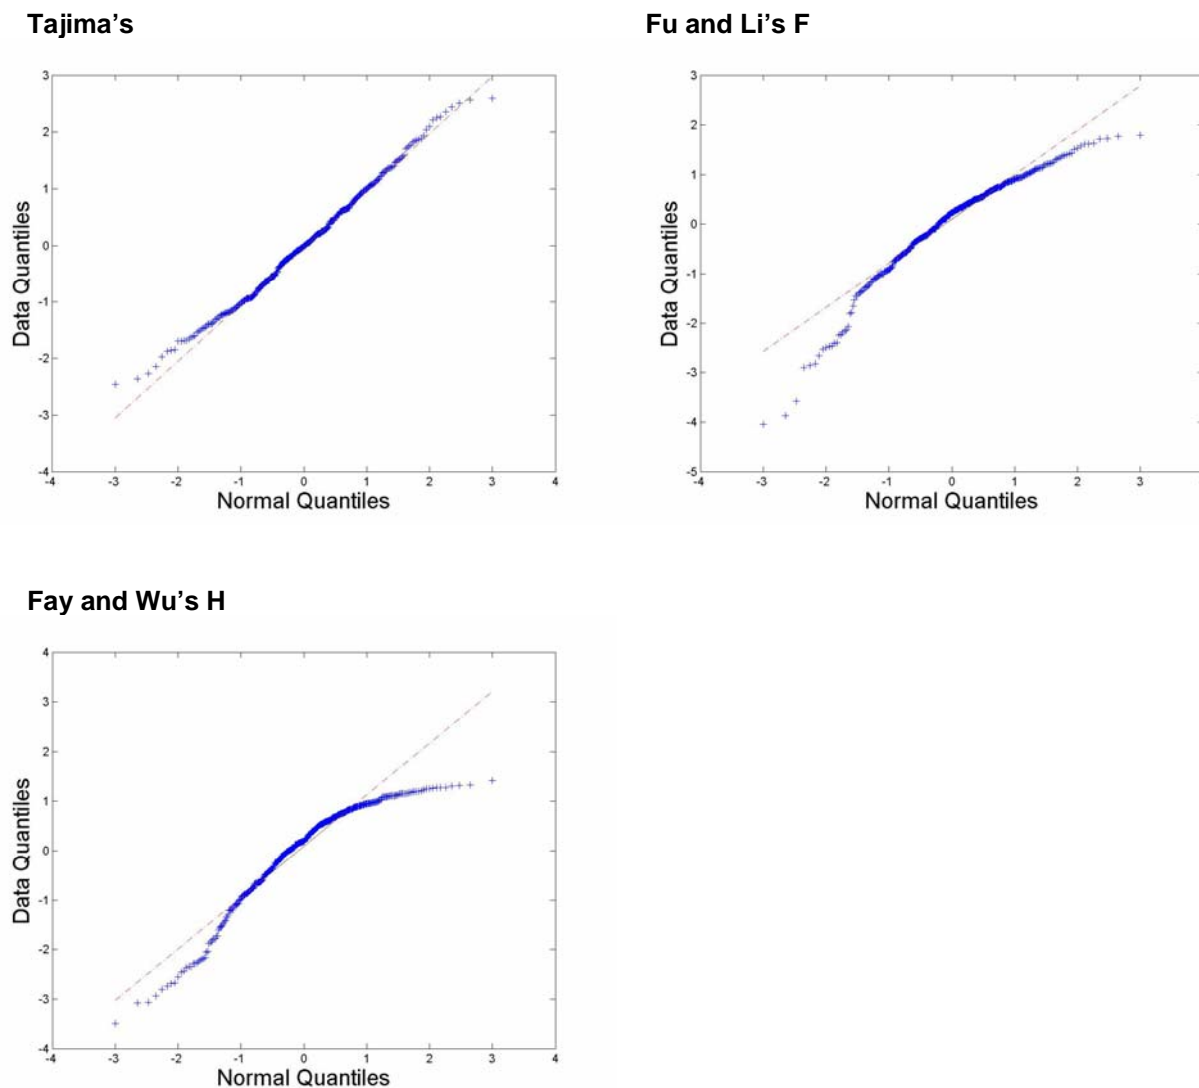 Tajima's
3
2
1
0
-1
-2
-3
-4
Data Quantiles
-4 -3 -2 -1 0 1 2 3 4
Normal Quantiles
Fu and Li's F
3
2
1
0
-1
-2
-3
-4
-5
Data Quantiles
-4 -3 -2 -1 0 1 2 3
Normal Quantiles
Fay and Wu's H
4
3
2
1
0
-1
-2
-3
-4
Data Quantiles
-4 -3 -2 -1 0 1 2 3 4
Normal Quantiles